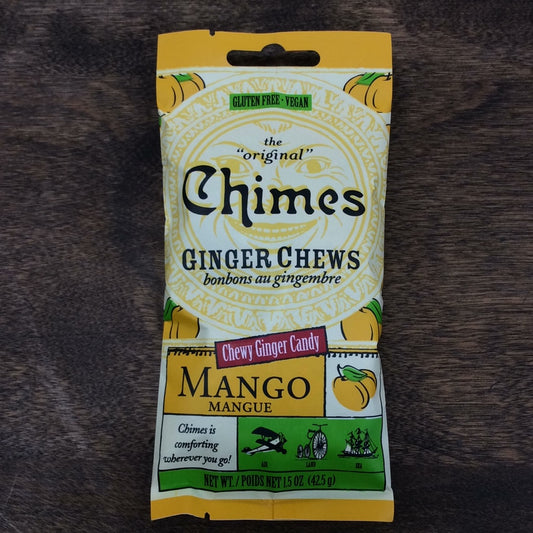 GLUTEN FREE - VEGAN
the
"original"
Chimes
GINGER CHEWS
bonbons au gingembre
Chewy Ginger Candy
MANGO
MANGUE
Chimes is
comforting
wherever you go!
AIR LAND SEA
NET WT. / POIDS NET 1.5 OZ (42.5 g)